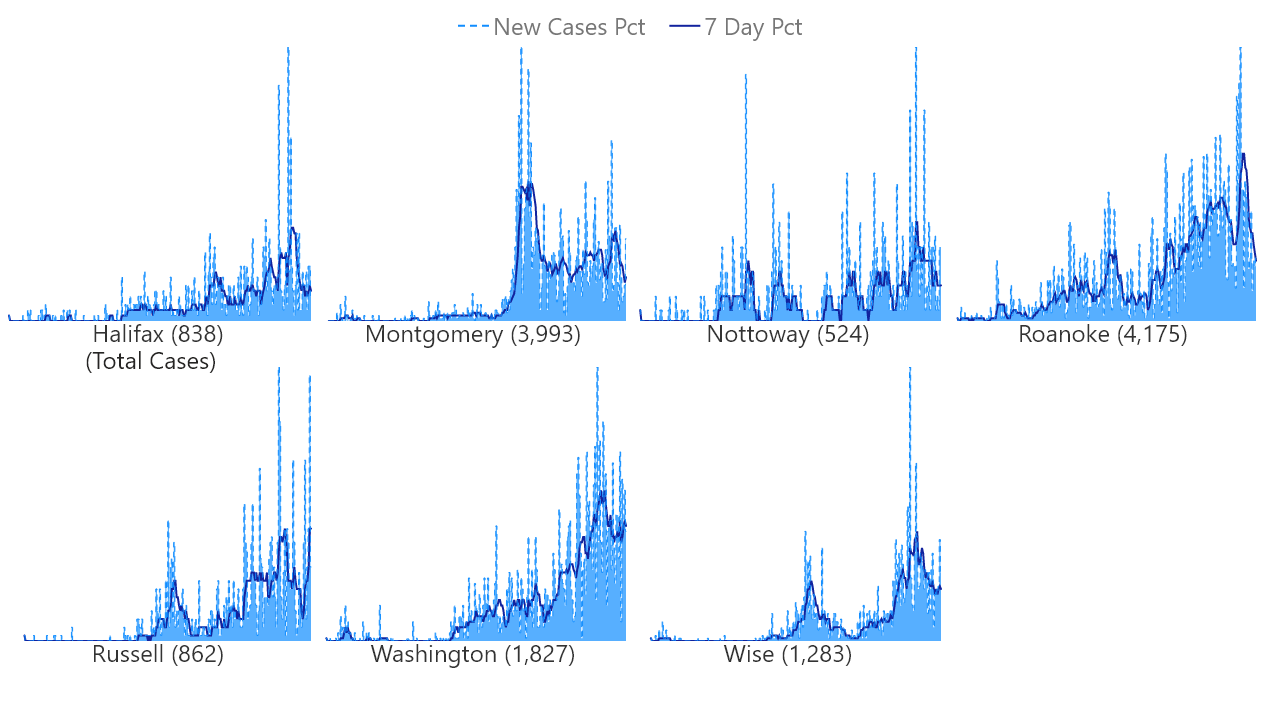 New Cases Pct 7 Day Pct
Halifax (838)
(Total Cases)
Montgomery (3,993)
Nottoway (524)
Roanoke (4,175)
Russell (862)
Washington (1,827)
Wise (1,283)